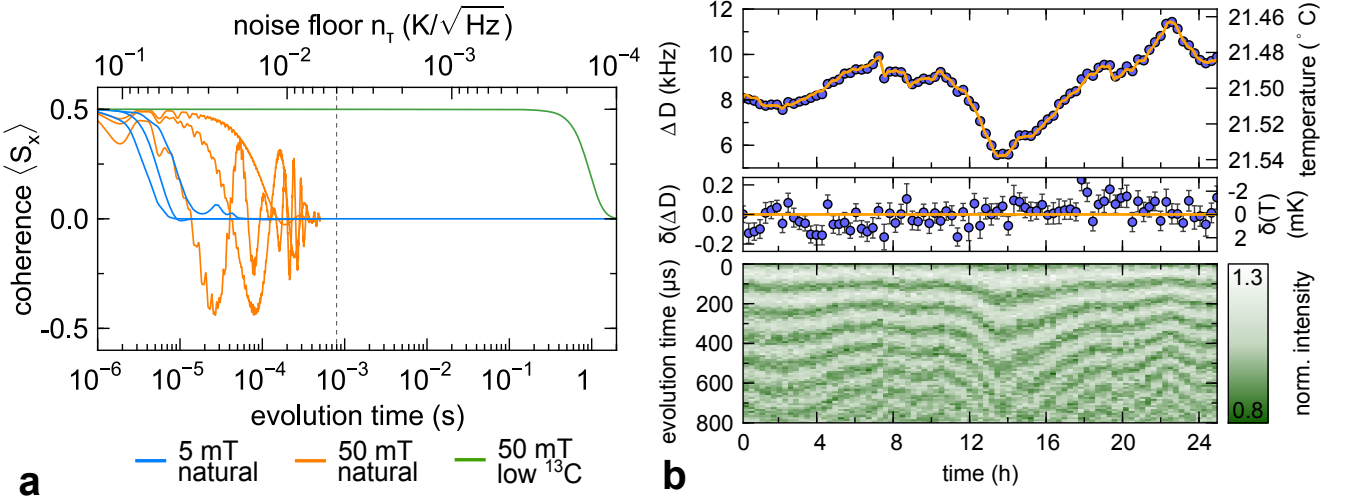 noise floor n_T (K/√Hz)
10⁻¹ 10⁻² 10⁻³ 10⁻⁴
coherence ⟨Sₓ⟩
0.5
0.0
-0.5
10⁻⁶ 10⁻⁵ 10⁻⁴ 10⁻³ 10⁻² 10⁻¹ 1
evolution time (s)
5 mT natural
50 mT natural
50 mT low ¹³C
a
Δ D (kHz)
12
10
8
6
temperature (°C)
21.46
21.48
21.50
21.52
21.54
δ(Δ D)
0.2
0.0
-0.2
δ(T) (mK)
-2
0
2
evolution time (µs)
0
200
400
600
800
0 4 8 12 16 20 24
time (h)
1.3
0.8
norm. intensity
b